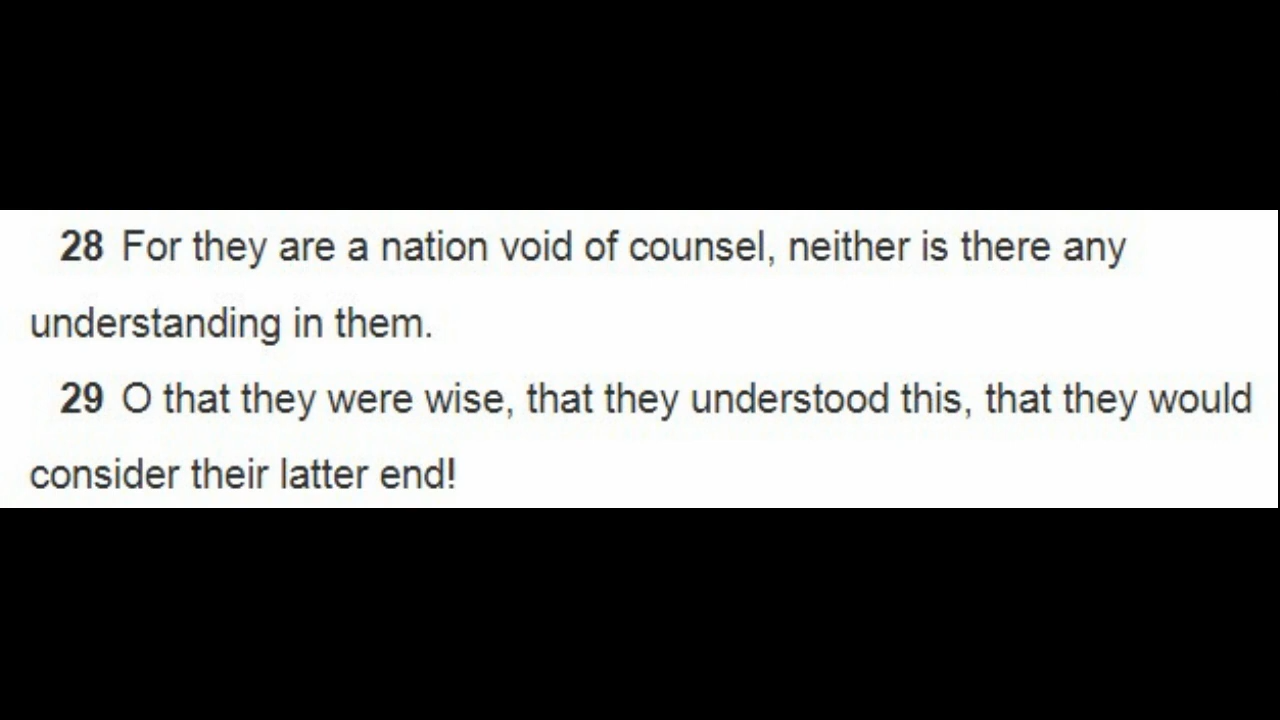 28 For they are a nation void of counsel, neither is there any
understanding in them.
29 O that they were wise, that they understood this, that they would
consider their latter end!